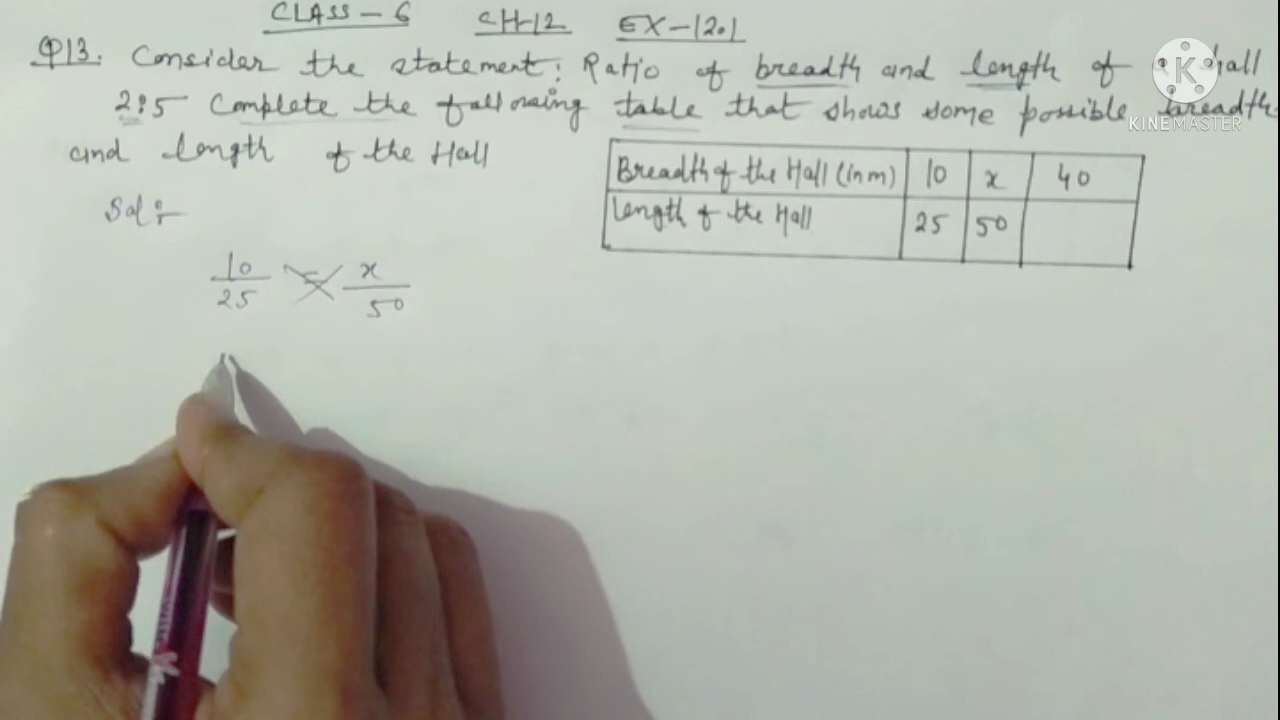 CLASS - 6 CH-12 EX-12.1
Q13. Consider the statement: Ratio of breadth and length of a hall
2:5 Complete the following table that shows some possible breadth
and length of the Hall
Breadth of the Hall (in m) 10 x 40
Length of the Hall 25 50
Sol:-
10/25 = x/50
K
KINEMASTER